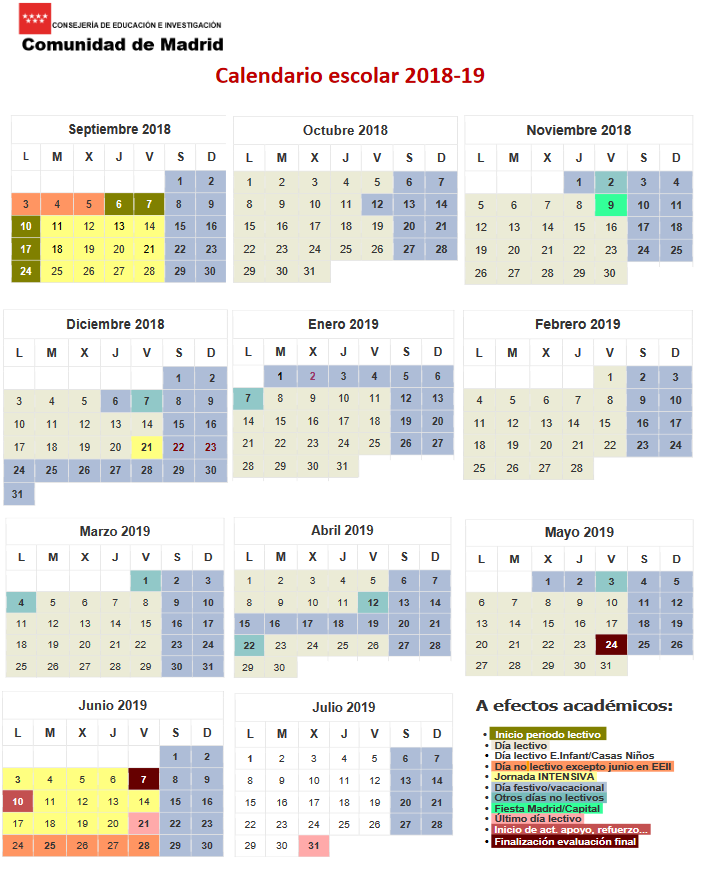 CONSEJERÍA DE EDUCACIÓN E INVESTIGACIÓN
Comunidad de Madrid
Calendario escolar 2018-19
Septiembre 2018
L M X J V S D
1 2
3 4 5 6 7 8 9
10 11 12 13 14 15 16
17 18 19 20 21 22 23
24 25 26 27 28 29 30
Octubre 2018
L M X J V S D
1 2 3 4 5 6 7
8 9 10 11 12 13 14
15 16 17 18 19 20 21
22 23 24 25 26 27 28
29 30 31
Noviembre 2018
L M X J V S D
1 2 3 4
5 6 7 8 9 10 11
12 13 14 15 16 17 18
19 20 21 22 23 24 25
26 27 28 29 30
Diciembre 2018
L M X J V S D
1 2
3 4 5 6 7 8 9
10 11 12 13 14 15 16
17 18 19 20 21 22 23
24 25 26 27 28 29 30
31
Enero 2019
L M X J V S D
1 2 3 4 5 6
7 8 9 10 11 12 13
14 15 16 17 18 19 20
21 22 23 24 25 26 27
28 29 30 31
Febrero 2019
L M X J V S D
1 2 3
4 5 6 7 8 9 10
11 12 13 14 15 16 17
18 19 20 21 22 23 24
25 26 27 28
Marzo 2019
L M X J V S D
1 2 3
4 5 6 7 8 9 10
11 12 13 14 15 16 17
18 19 20 21 22 23 24
25 26 27 28 29 30 31
Abril 2019
L M X J V S D
1 2 3 4 5 6 7
8 9 10 11 12 13 14
15 16 17 18 19 20 21
22 23 24 25 26 27 28
29 30
Mayo 2019
L M X J V S D
1 2 3 4 5
6 7 8 9 10 11 12
13 14 15 16 17 18 19
20 21 22 23 24 25 26
27 28 29 30 31
Junio 2019
L M X J V S D
1 2
3 4 5 6 7 8 9
10 11 12 13 14 15 16
17 18 19 20 21 22 23
24 25 26 27 28 29 30
Julio 2019
L M X J V S D
1 2 3 4 5 6 7
8 9 10 11 12 13 14
15 16 17 18 19 20 21
22 23 24 25 26 27 28
29 30 31
A efectos académicos:
• Inicio periodo lectivo
• Día lectivo
• Día lectivo E.Infant/Casas Niños
• Día no lectivo excepto junio en EEII
• Jornada INTENSIVA
• Día festivo/vacacional
• Otros días no lectivos
• Fiesta Madrid/Capital
• Último día lectivo
• Inicio de act. apoyo, refuerzo...
• Finalización evaluación final